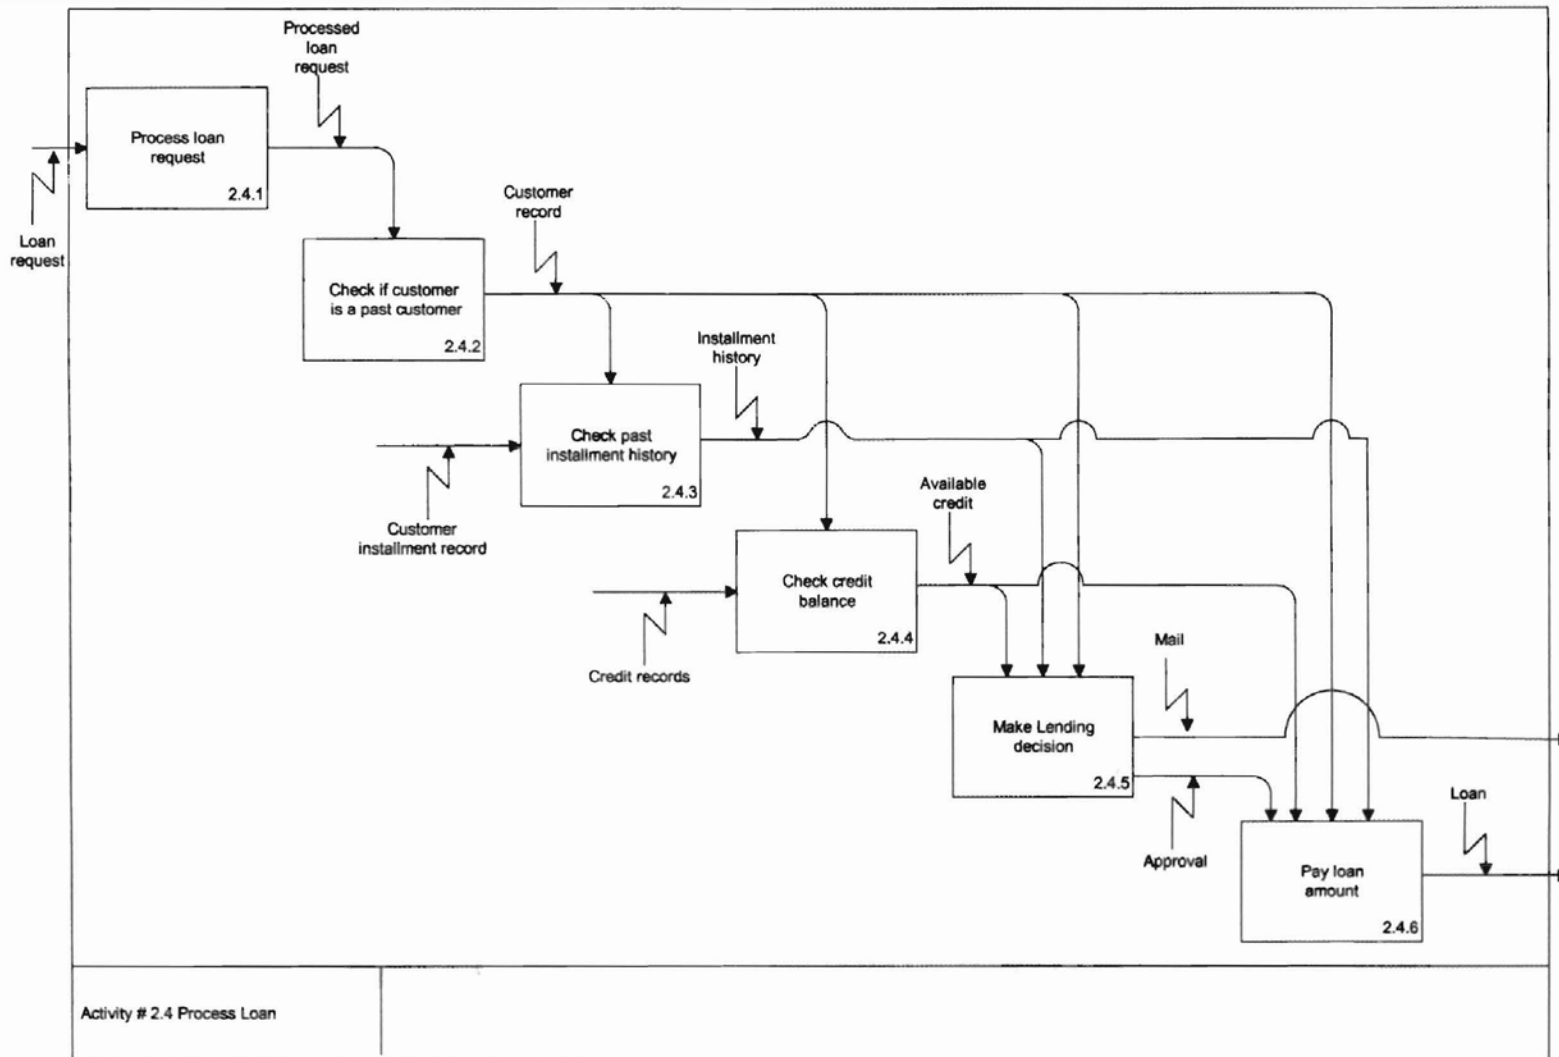 Processed
loan
request
Process loan
request
2.4.1
Loan
request
Customer
record
Check if customer
is a past customer
2.4.2
Installment
history
Check past
installment history
2.4.3
Customer
installment record
Available
credit
Check credit
balance
2.4.4
Credit records
Mail
Make Lending
decision
2.4.5
Approval
Loan
Pay loan
amount
2.4.6
Activity # 2.4 Process Loan